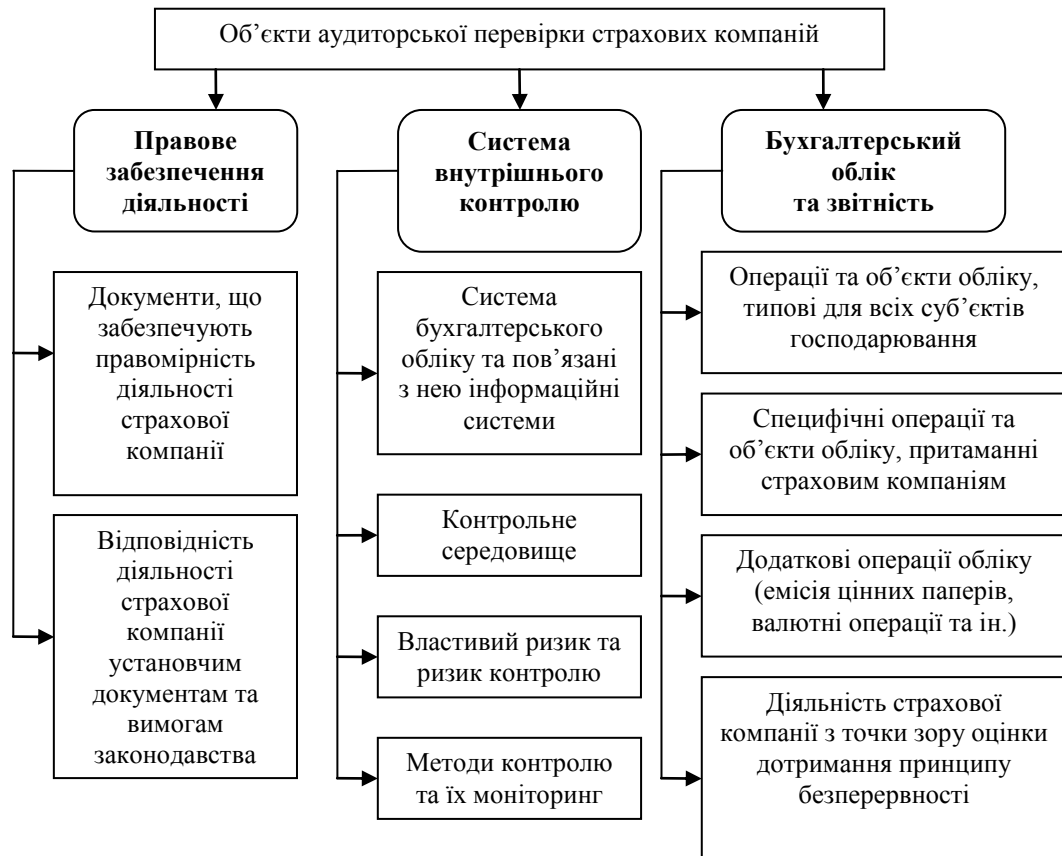 Об’єкти аудиторської перевірки страхових компаній
Правове
забезпечення
діяльності
Документи, що
забезпечують
правомірність
діяльності
страхової
компанії
Відповідність
діяльності
страхової
компанії
установчим
документам та
вимогам
законодавства
Система
внутрішнього
контролю
Система
бухгалтерського
обліку та пов’язані
з нею інформаційні
системи
Контрольне
середовище
Властивий ризик та
ризик контролю
Методи контролю
та їх моніторинг
Бухгалтерський
облік
та звітність
Операції та об’єкти обліку,
типові для всіх суб’єктів
господарювання
Специфічні операції та
об’єкти обліку, притаманні
страховим компаніям
Додаткові операції обліку
(емісія цінних паперів,
валютні операції та ін.)
Діяльність страхової
компанії з точки зору оцінки
дотримання принципу
безперервності